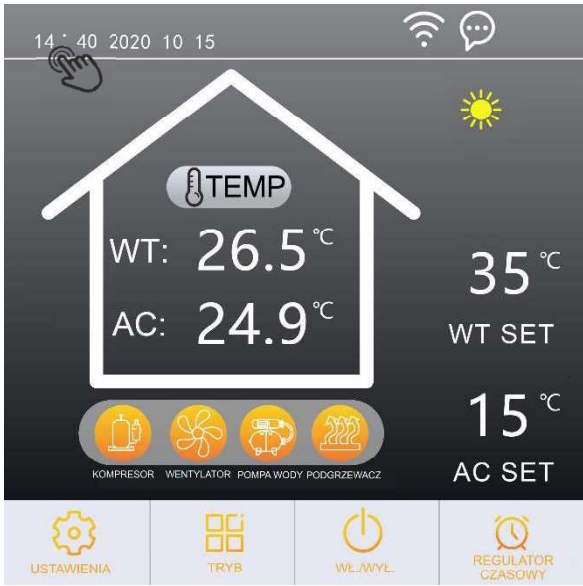 14 : 40 2020 10 15
TEMP
WT: 26.5 °C
AC: 24.9 °C
35 °C
WT SET
15 °C
AC SET
KOMPRESOR WENTYLATOR POMPA WODY PODGRZEWACZ
USTAWIENIA
TRYB
WŁ./WYŁ.
REGULATOR
CZASOWY